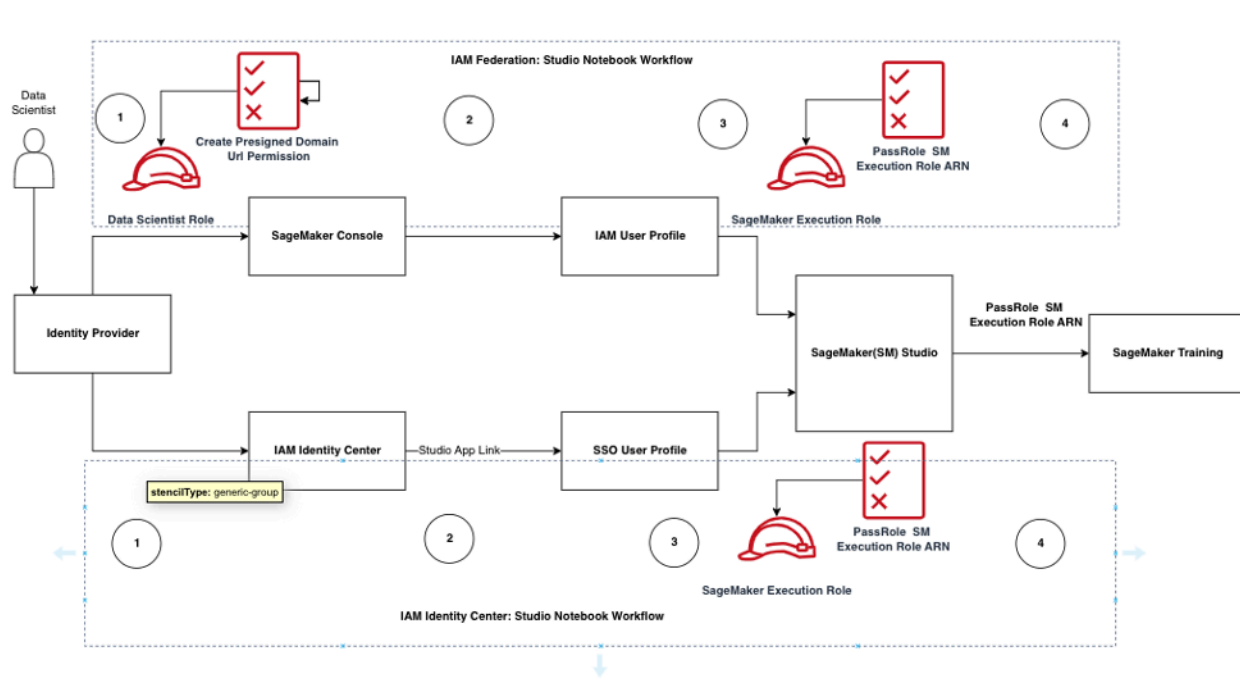 IAM Federation: Studio Notebook Workflow
Data
Scientist
1
2
3
4
Create Presigned Domain
Url Permission
PassRole SM
Execution Role ARN
Data Scientist Role
SageMaker Execution Role
SageMaker Console
IAM User Profile
Identity Provider
PassRole SM
Execution Role ARN
SageMaker(SM) Studio
SageMaker Training
IAM Identity Center
Studio App Link
SSO User Profile
stencilType: generic-group
1
2
3
4
PassRole SM
Execution Role ARN
SageMaker Execution Role
IAM Identity Center: Studio Notebook Workflow